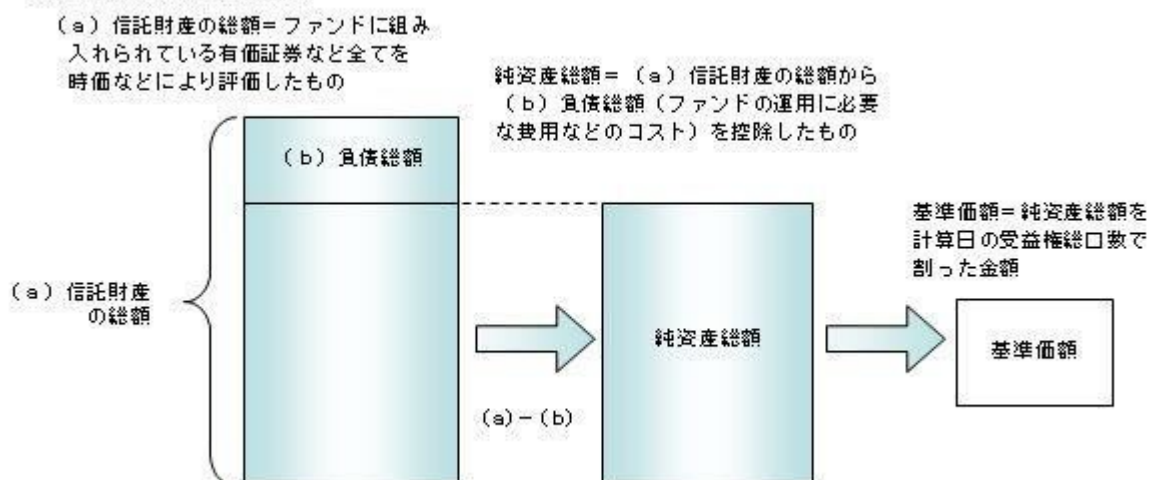 （a）信託財産の総額＝ファンドに組み
入れられている有価証券など全てを
時価などにより評価したもの
純資産総額＝（a）信託財産の総額から
（b）負債総額（ファンドの運用に必要
な費用などのコスト）を控除したもの
（b）負債総額
基準価額＝純資産総額を
計算日の受益権総口数で
割った金額
（a）信託財産
の総額
純資産総額
基準価額
(a)－(b)